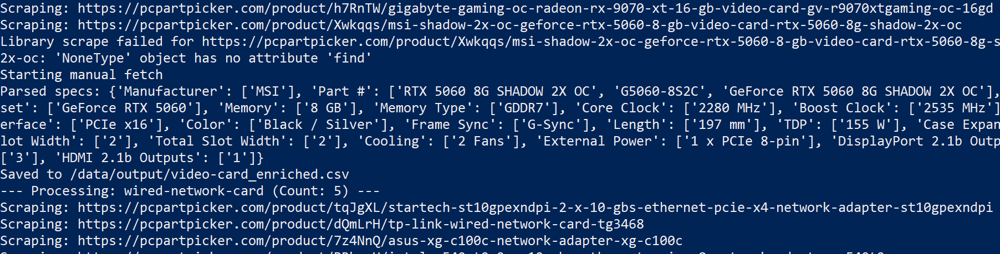 Scraping: https://pcpartpicker.com/product/h7RnTW/gigabyte-gaming-oc-radeon-rx-9070-xt-16-gb-video-card-gv-r9070xtgaming-oc-16gd
Scraping: https://pcpartpicker.com/product/Xwkqqs/msi-shadow-2x-oc-geforce-rtx-5060-8-gb-video-card-rtx-5060-8g-shadow-2x-oc
Library scrape failed for https://pcpartpicker.com/product/Xwkqqs/msi-shadow-2x-oc-geforce-rtx-5060-8-gb-video-card-rtx-5060-8g-s
2x-oc: 'NoneType' object has no attribute 'find'
Starting manual fetch
Parsed specs: {'Manufacturer': ['MSI'], 'Part #': ['RTX 5060 8G SHADOW 2X OC', 'G5060-8S2C', 'GeForce RTX 5060 8G SHADOW 2X OC'],
set': ['GeForce RTX 5060'], 'Memory': ['8 GB'], 'Memory Type': ['GDDR7'], 'Core Clock': ['2280 MHz'], 'Boost Clock': ['2535 MHz']
erface': ['PCIe x16'], 'Color': ['Black / Silver'], 'Frame Sync': ['G-Sync'], 'Length': ['197 mm'], 'TDP': ['155 W'], 'Case Expan
lot Width': ['2'], 'Total Slot Width': ['2'], 'Cooling': ['2 Fans'], 'External Power': ['1 x PCIe 8-pin'], 'DisplayPort 2.1b Outp
['3'], 'HDMI 2.1b Outputs': ['1']}
Saved to /data/output/video-card_enriched.csv
--- Processing: wired-network-card (Count: 5) ---
Scraping: https://pcpartpicker.com/product/tqJgXL/startech-st10gpexndpi-2-x-10-gbs-ethernet-pcie-x4-network-adapter-st10gpexndpi
Scraping: https://pcpartpicker.com/product/dQmLrH/tp-link-wired-network-card-tg3468
Scraping: https://pcpartpicker.com/product/7z4NnQ/asus-xg-c100c-network-adapter-xg-c100c